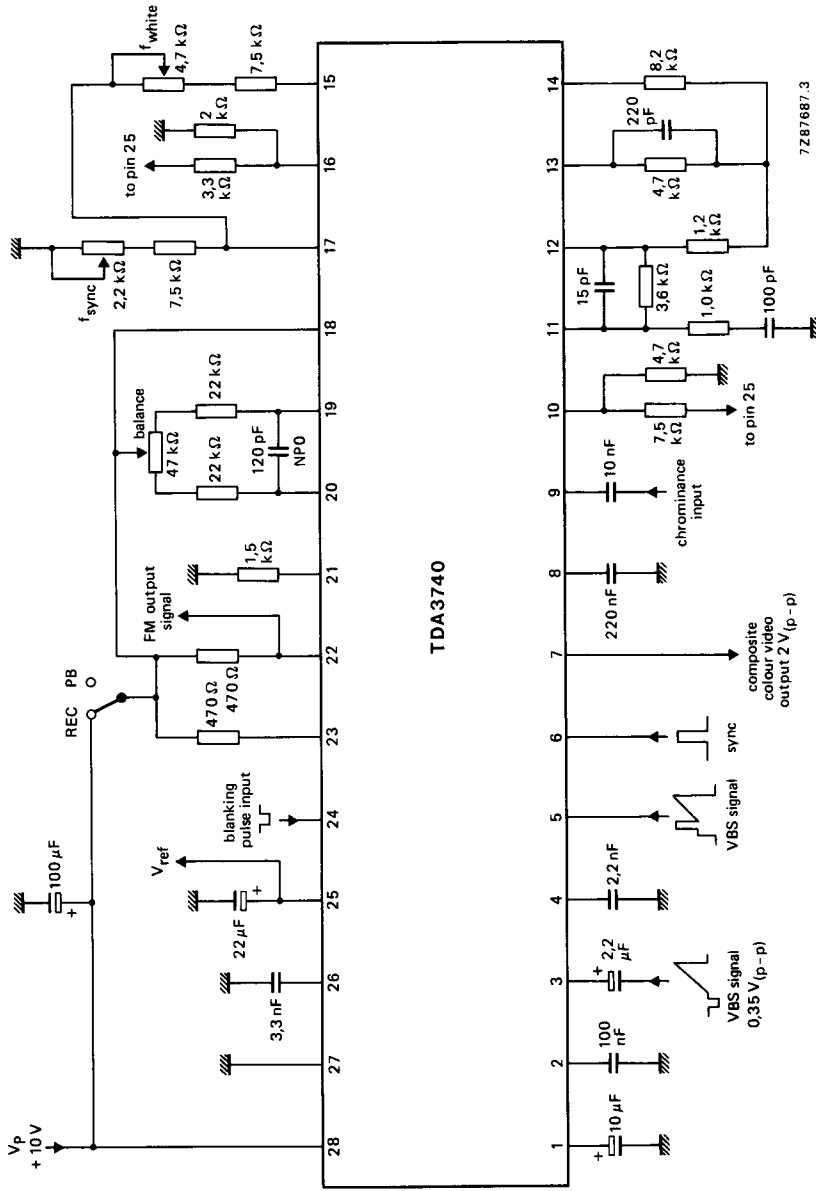 Vp
+ 10 V
100 µF
+
REC
PB
balance
47 kΩ
22 kΩ
22 kΩ
120 pF
NP0
fsync
2,2 kΩ
7,5 kΩ
to pin 25
3,3
kΩ
2
kΩ
fwhite
4,7 kΩ
7,5 kΩ
3,3 nF
22 µF
+
Vref
blanking
pulse input
470 Ω
470 Ω
FM output
signal
1,5
kΩ
28
27
26
25
24
23
22
21
20
19
18
17
16
15
TDA3740
1
2
3
4
5
6
7
8
9
10
11
12
13
14
+
10 µF
100
nF
+
2,2
µF
VBS signal
0,35 V(p-p)
2,2 nF
VBS signal
sync
composite
colour video
output 2 V(p-p)
220 nF
10 nF
chrominance
input
7,5
kΩ
4,7
kΩ
to pin 25
15 pF
3,6 kΩ
1,0 kΩ
100 pF
1,2
kΩ
4,7
kΩ
220
pF
8,2
kΩ
7Z87687.3